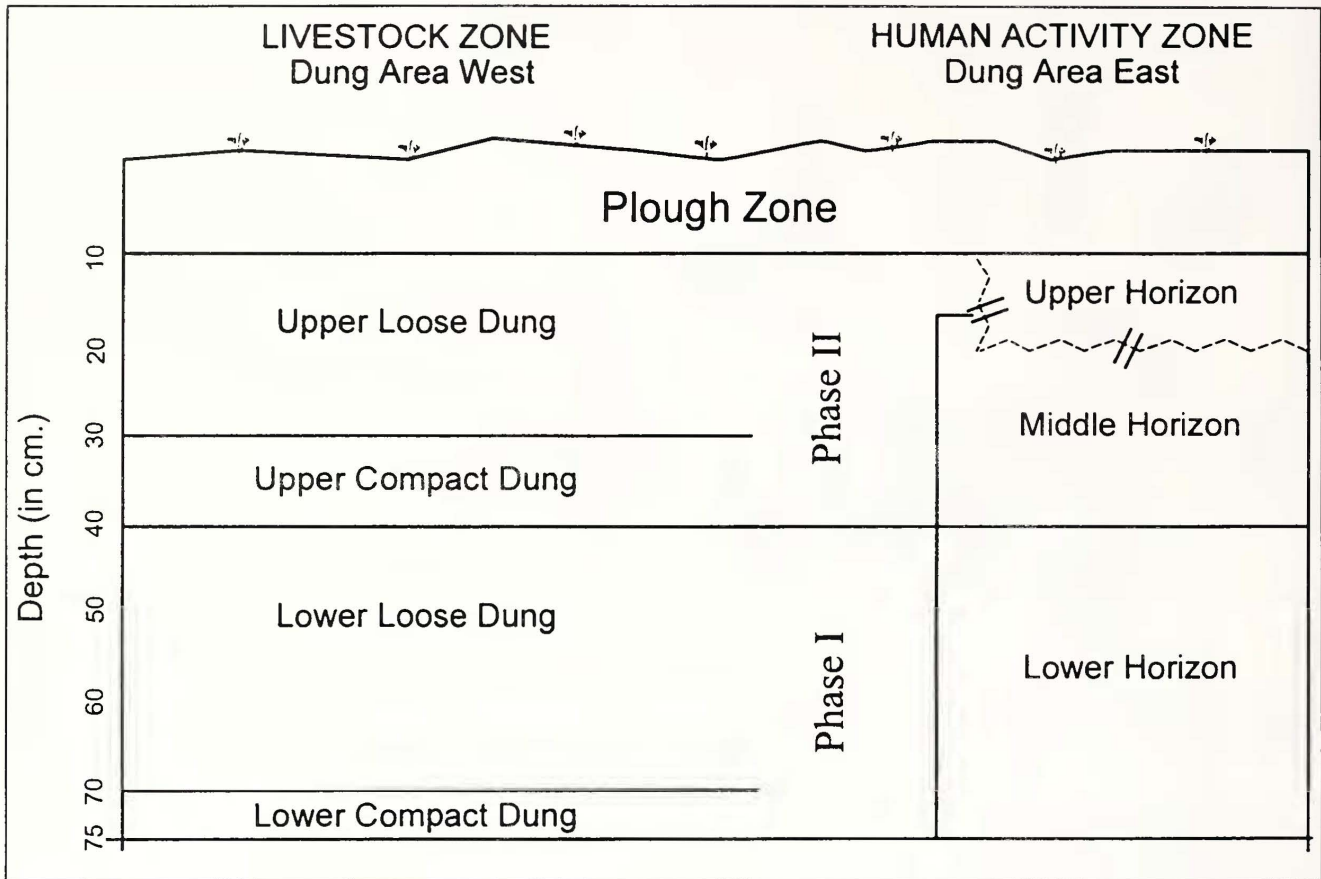 LIVESTOCK ZONE
Dung Area West
HUMAN ACTIVITY ZONE
Dung Area East
Plough Zone
Depth (in cm.)
10
20
30
40
50
60
70
75
Upper Loose Dung
Upper Compact Dung
Lower Loose Dung
Lower Compact Dung
Phase II
Phase I
Upper Horizon
Middle Horizon
Lower Horizon